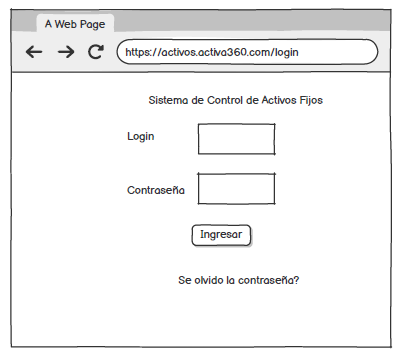 A Web Page
https://activos.activa360.com/login
Sistema de Control de Activos Fijos
Login
Contraseña
Ingresar
Se olvido la contraseña?